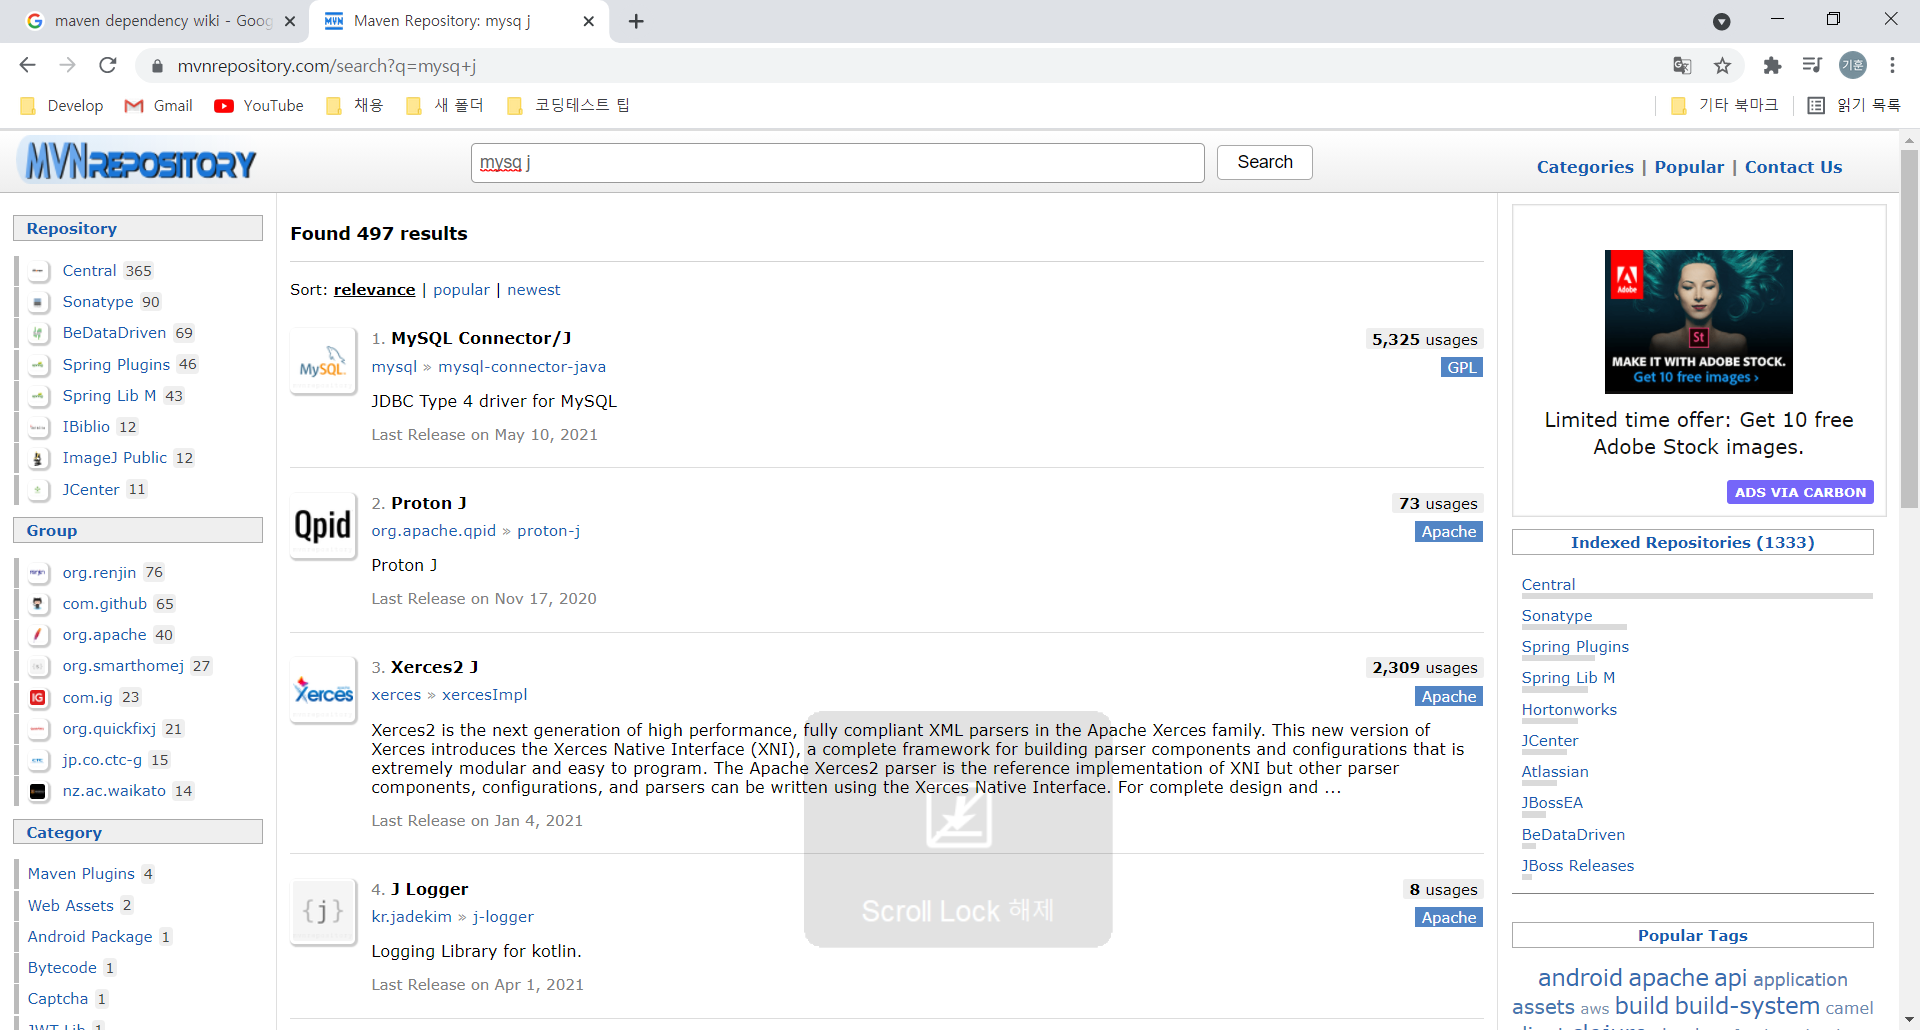 maven dependency wiki - Goog
Maven Repository: mysq j
mvnrepository.com/search?q=mysq+j
기훈
Develop
Gmail
YouTube
채용
새 폴더
코딩테스트 팁
기타 북마크
읽기 목록
MVNREPOSITORY
mysq j
Search
Categories | Popular | Contact Us
Repository
Central 365
Sonatype 90
BeDataDriven 69
Spring Plugins 46
Spring Lib M 43
IBiblio 12
ImageJ Public 12
JCenter 11
Group
org.renjin 76
com.github 65
org.apache 40
org.smarthomej 27
com.ig 23
org.quickfixj 21
jp.co.ctc-g 15
nz.ac.waikato 14
Category
Maven Plugins 4
Web Assets 2
Android Package 1
Bytecode 1
Captcha 1
JWT Lib 1
Found 497 results
Sort: relevance | popular | newest
MySQL
1. MySQL Connector/J
5,325 usages
mysql » mysql-connector-java
GPL
JDBC Type 4 driver for MySQL
Last Release on May 10, 2021
Qpid
2. Proton J
73 usages
org.apache.qpid » proton-j
Apache
Proton J
Last Release on Nov 17, 2020
Xerces
3. Xerces2 J
2,309 usages
xerces » xercesImpl
Apache
Xerces2 is the next generation of high performance, fully compliant XML parsers in the Apache Xerces family. This new version of
Xerces introduces the Xerces Native Interface (XNI), a complete framework for building parser components and configurations that is
extremely modular and easy to program. The Apache Xerces2 parser is the reference implementation of XNI but other parser
components, configurations, and parsers can be written using the Xerces Native Interface. For complete design and ...
Last Release on Jan 4, 2021
{j}
4. J Logger
8 usages
kr.jadekim » j-logger
Apache
Logging Library for kotlin.
Last Release on Apr 1, 2021
Scroll Lock 해제
Adobe
St
MAKE IT WITH ADOBE STOCK.
Get 10 free images ›
Limited time offer: Get 10 free
Adobe Stock images.
ADS VIA CARBON
Indexed Repositories (1333)
Central
Sonatype
Spring Plugins
Spring Lib M
Hortonworks
JCenter
Atlassian
JBossEA
BeDataDriven
JBoss Releases
Popular Tags
android apache api application
assets aws build build-system camel